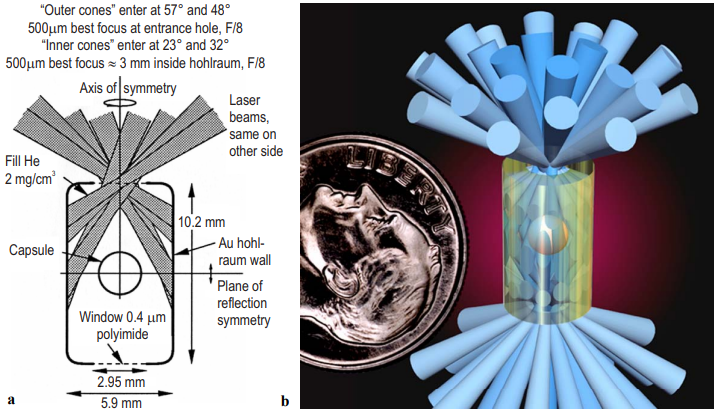 “Outer cones” enter at 57° and 48°
500μm best focus at entrance hole, F/8
“Inner cones” enter at 23° and 32°
500μm best focus ≈ 3 mm inside hohlraum, F/8
Axis of symmetry
Laser
beams,
same on
other side
Fill He
2 mg/cm³
10.2 mm
Capsule
Au hohl-
raum wall
Plane of
reflection
symmetry
Window 0.4 μm
polyimide
2.95 mm
5.9 mm
a
b
LIBERTY